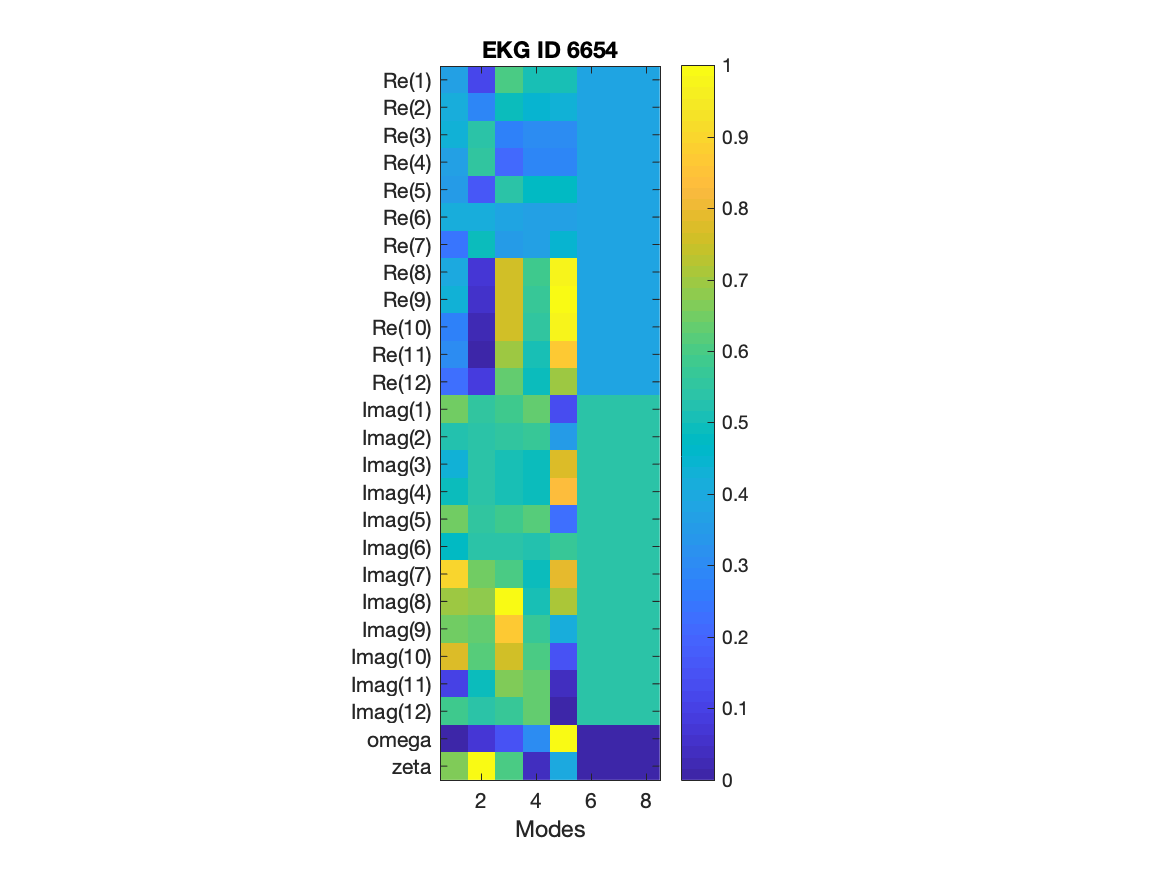 EKG ID 6654
Re(1)
Re(2)
Re(3)
Re(4)
Re(5)
Re(6)
Re(7)
Re(8)
Re(9)
Re(10)
Re(11)
Re(12)
Imag(1)
Imag(2)
Imag(3)
Imag(4)
Imag(5)
Imag(6)
Imag(7)
Imag(8)
Imag(9)
Imag(10)
Imag(11)
Imag(12)
omega
zeta
2 4 6 8
Modes
1
0.9
0.8
0.7
0.6
0.5
0.4
0.3
0.2
0.1
0